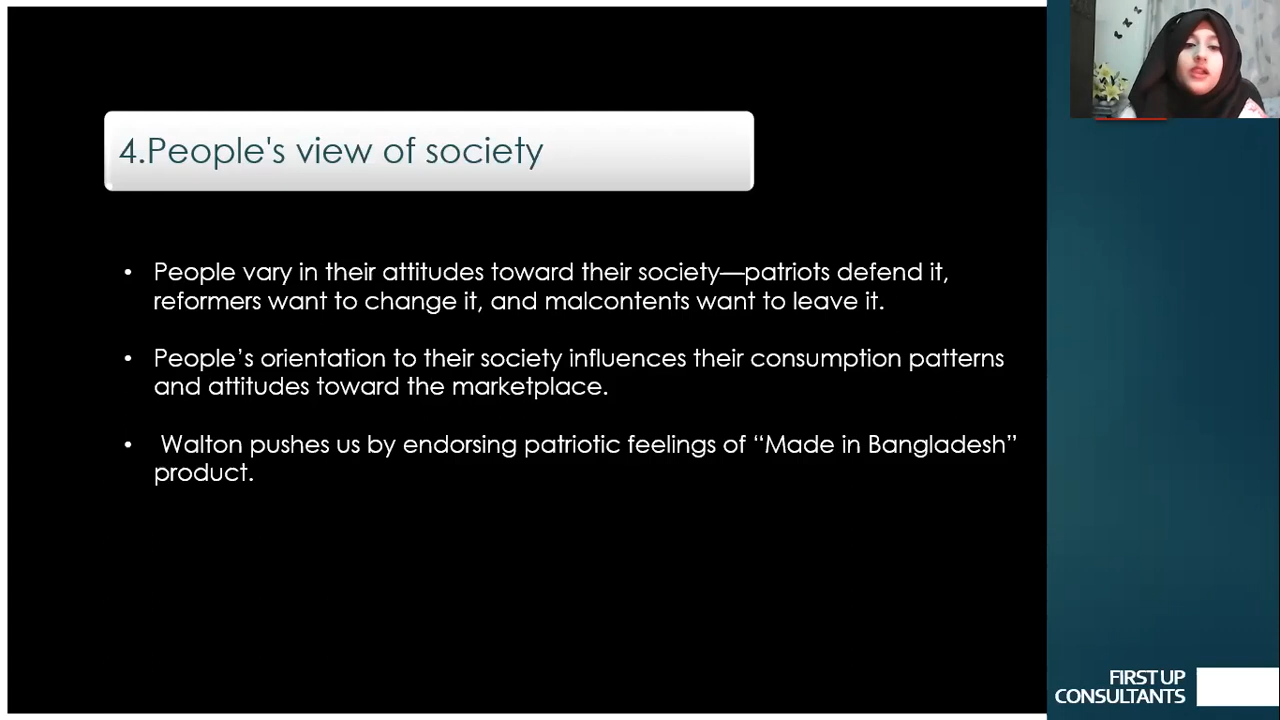 4.People's view of society
• People vary in their attitudes toward their society—patriots defend it,
reformers want to change it, and malcontents want to leave it.
• People’s orientation to their society influences their consumption patterns
and attitudes toward the marketplace.
• Walton pushes us by endorsing patriotic feelings of “Made in Bangladesh”
product.
FIRST UP
CONSULTANTS